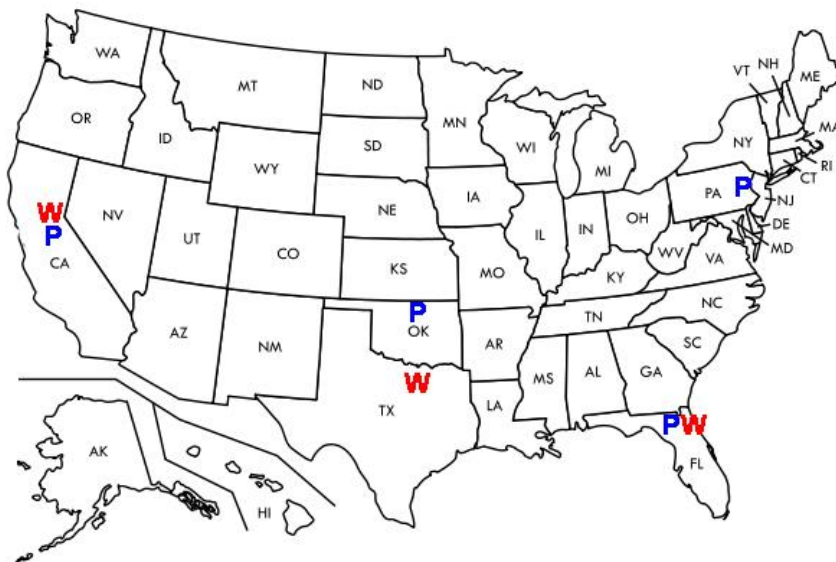 WA
MT
ND
MN
VT NH
ME
OR
ID
SD
WI
NY
MA
WY
MI
RI
CT
IA
PA P
NJ
NE
OH
W
NV
IL
IN
DE
P
UT
CO
WV
MD
CA
KS
MO
VA
KY
P
NC
OK
TN
AZ
NM
AR
SC
W
MS
AL
GA
TX
LA
P W
AK
FL
HI